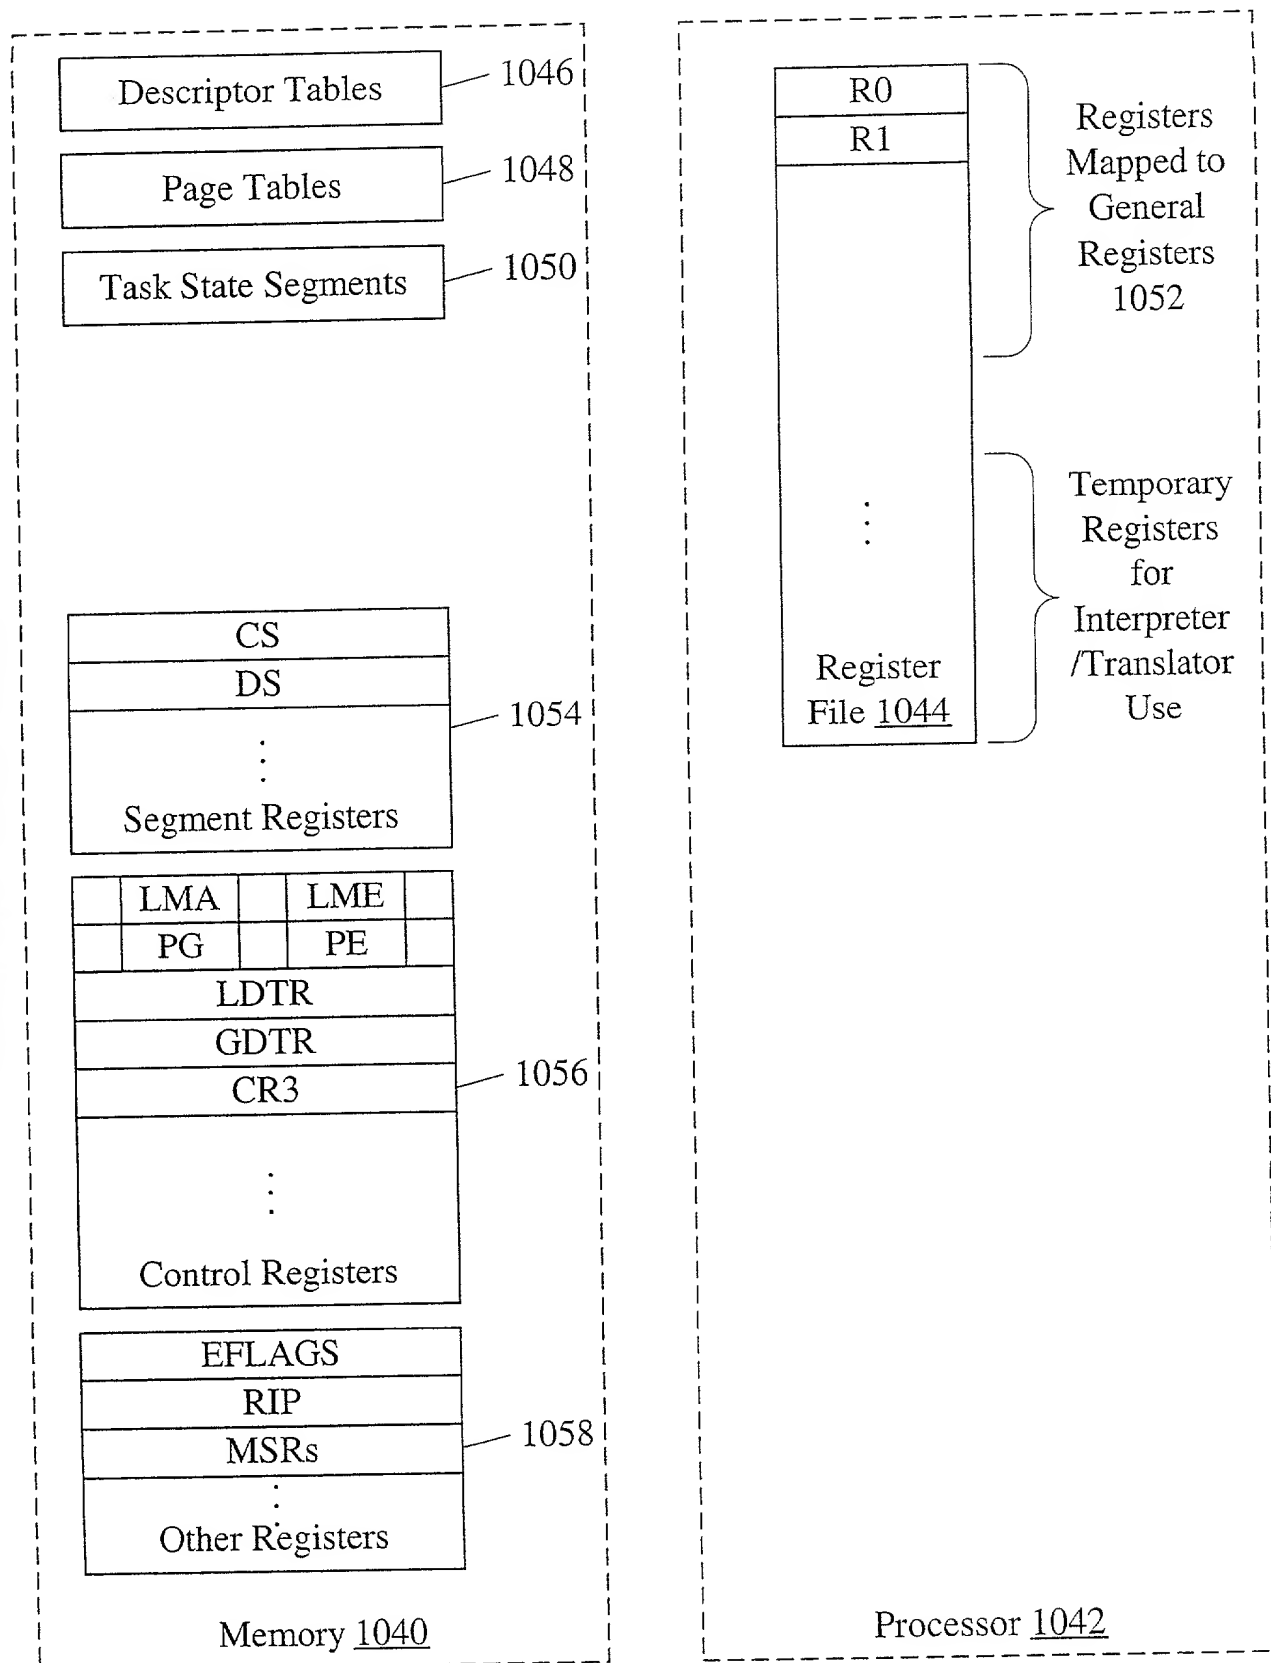 Descriptor Tables
1046
Page Tables
1048
Task State Segments
1050
CS
DS
1054
Segment Registers
LMA LME
PG PE
LDTR
GDTR
CR3
1056
Control Registers
EFLAGS
RIP
MSRs
1058
Other Registers
Memory 1040
R0
R1
Registers
Mapped to
General
Registers
1052
Temporary
Registers
for
Interpreter
/Translator
Use
Register
File 1044
Processor 1042